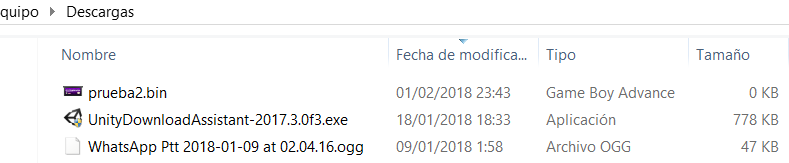 quipo Descargas
Nombre Fecha de modifica... Tipo Tamaño
prueba2.bin 01/02/2018 23:43 Game Boy Advance 0 KB
UnityDownloadAssistant-2017.3.0f3.exe 18/01/2018 18:33 Aplicación 778 KB
WhatsApp Ptt 2018-01-09 at 02.04.16.ogg 09/01/2018 1:58 Archivo OGG 47 KB